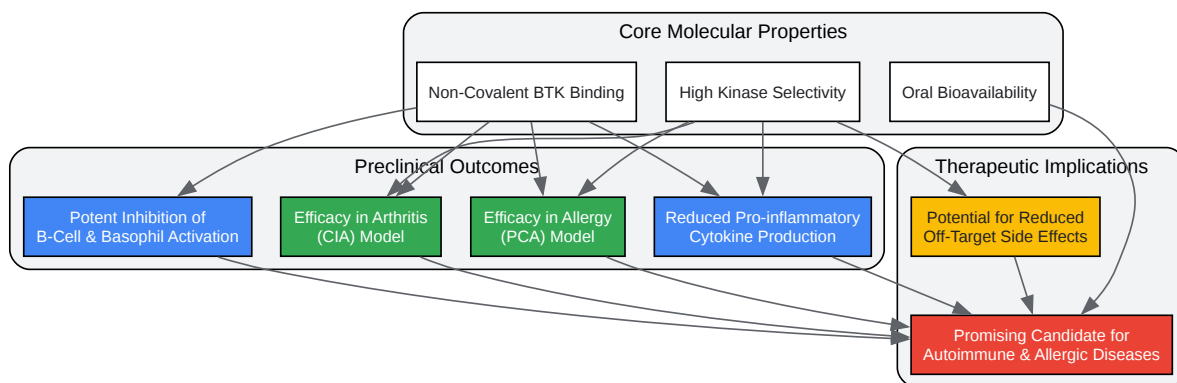 Core Molecular Properties
Non-Covalent BTK Binding
High Kinase Selectivity
Oral Bioavailability
Preclinical Outcomes
Therapeutic Implications
Potent Inhibition of
B-Cell & Basophil Activation
Efficacy in Arthritis
(CIA) Model
Efficacy in Allergy
(PCA) Model
Reduced Pro-inflammatory
Cytokine Production
Potential for Reduced
Off-Target Side Effects
Promising Candidate for
Autoimmune & Allergic Diseases